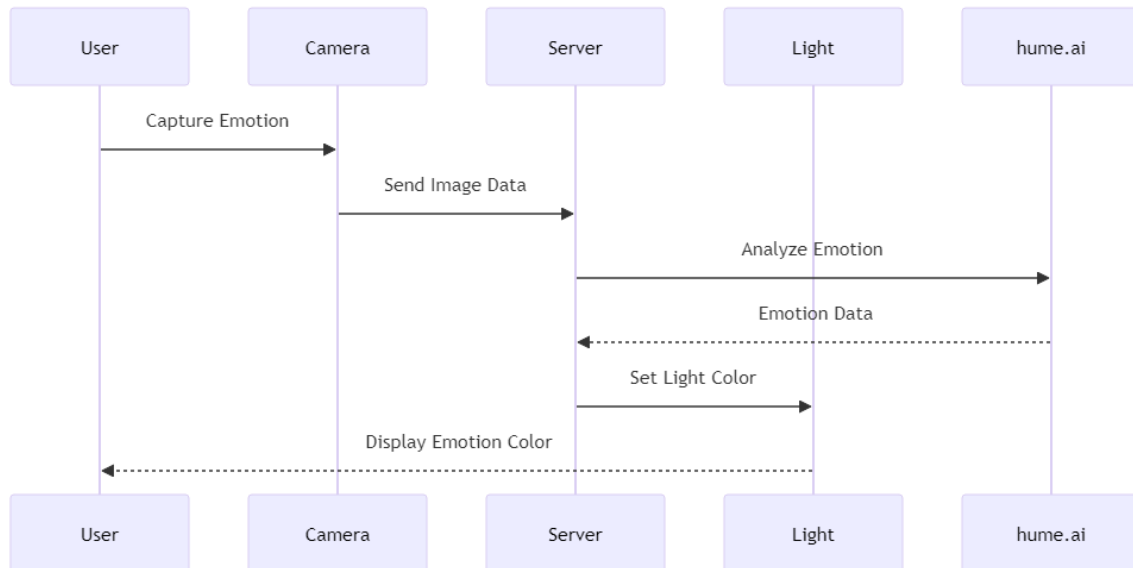 User
Camera
Server
Light
hume.ai
Capture Emotion
Send Image Data
Analyze Emotion
Emotion Data
Set Light Color
Display Emotion Color
User
Camera
Server
Light
hume.ai